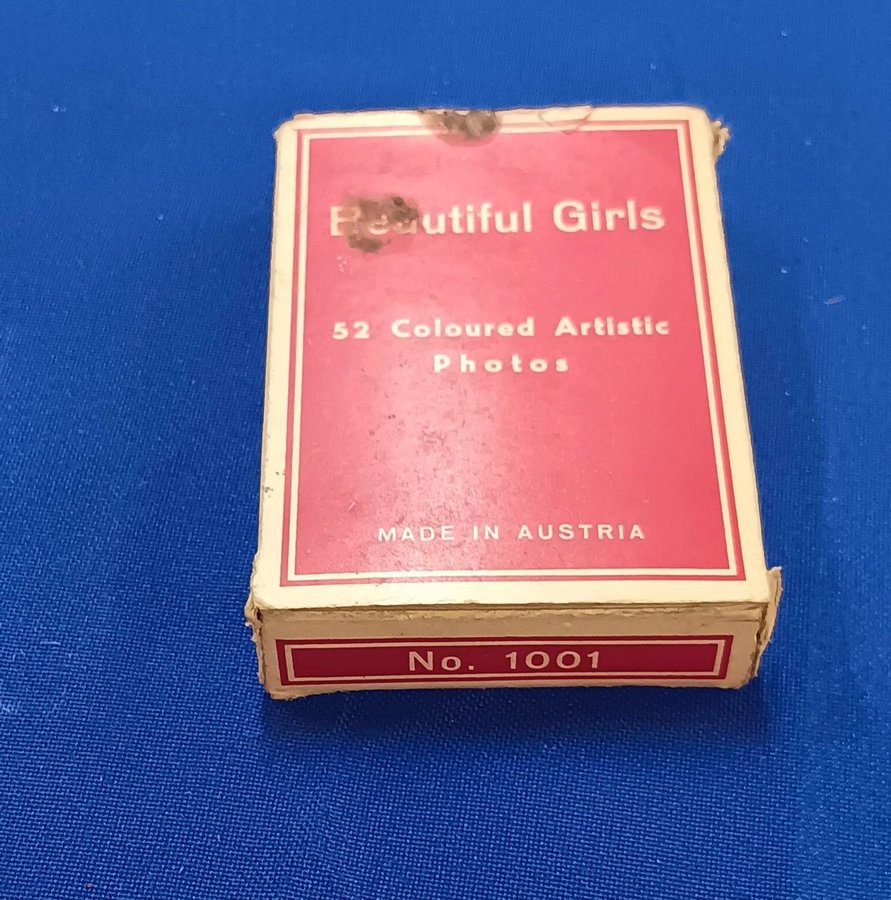 Beautiful Girls
52 Coloured Artistic
Photos
MADE IN AUSTRIA
No. 1001